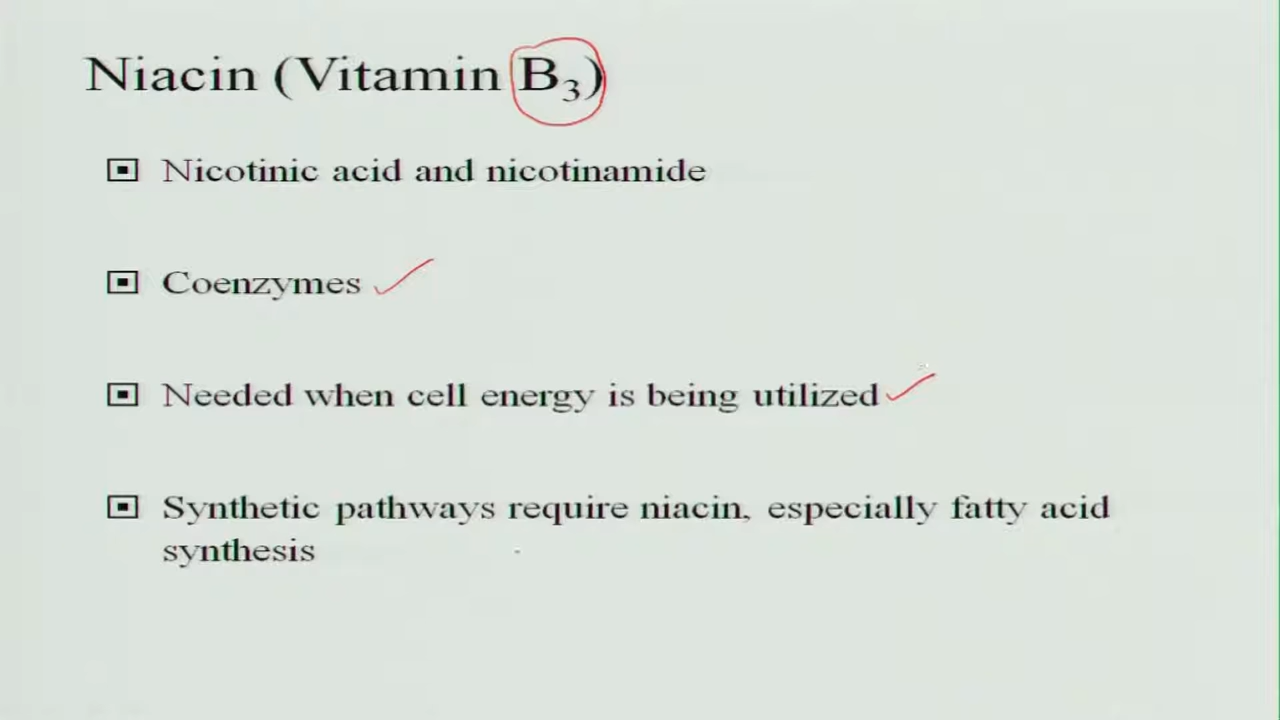 Niacin (Vitamin B₃)
Nicotinic acid and nicotinamide
Coenzymes
Needed when cell energy is being utilized
Synthetic pathways require niacin, especially fatty acid
synthesis